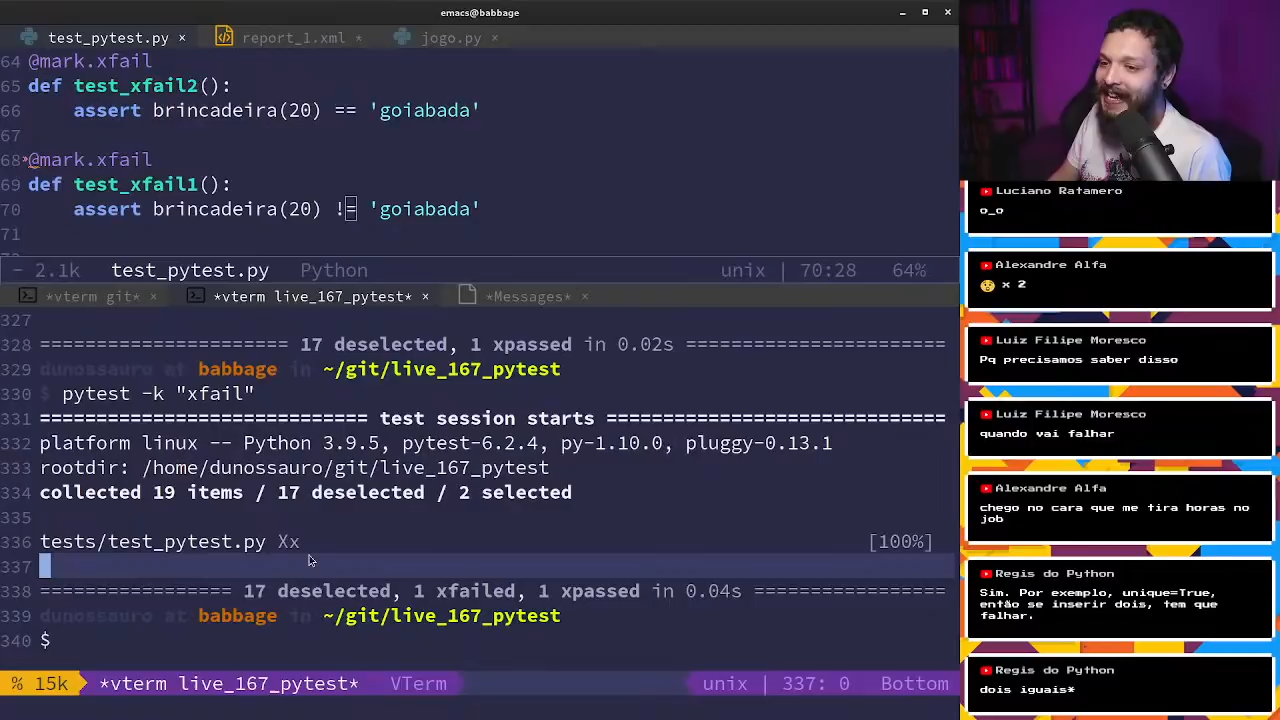 emacs@babbage
test_pytest.py × report_1.xml * jogo.py ×
64 @mark.xfail
65 def test_xfail2():
66 assert brincadeira(20) == 'goiabada'
67
68 @mark.xfail
69 def test_xfail1():
70 assert brincadeira(20) != 'goiabada'
71
- 2.1k test_pytest.py Python unix | 70:28 64%
*vterm git* × *vterm live_167_pytest* × *Messages* ×
327
328 ====================== 17 deselected, 1 xpassed in 0.02s =======================
329 dunossauro at babbage in ~/git/live_167_pytest
330 $ pytest -k "xfail"
331 ============================= test session starts ==============================
332 platform linux -- Python 3.9.5, pytest-6.2.4, py-1.10.0, pluggy-0.13.1
333 rootdir: /home/dunossauro/git/live_167_pytest
334 collected 19 items / 17 deselected / 2 selected
335
336 tests/test_pytest.py Xx [100%]
337
338 ================= 17 deselected, 1 xfailed, 1 xpassed in 0.04s =================
339 dunossauro at babbage in ~/git/live_167_pytest
340 $
% 15k *vterm live_167_pytest* VTerm unix | 337: 0 Bottom
Luciano Ratamero
o_o
Alexandre Alfa
😲 x 2
Luiz Filipe Moresco
Pq precisamos saber disso
Luiz Filipe Moresco
quando vai falhar
Alexandre Alfa
chego no cara que me tira horas no
job
Regis do Python
Sim. Por exemplo, unique=True,
então se inserir dois, tem que
falhar.
Regis do Python
dois iguais*